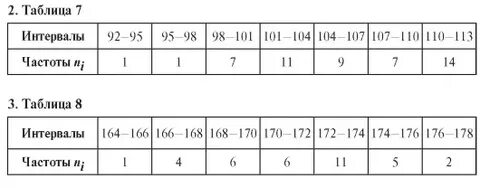 2. Таблица 7
Интервалы 92–95 95–98 98–101 101–104 104–107 107–110 110–113
Частоты nᵢ 1 1 7 11 9 7 14
3. Таблица 8
Интервалы 164–166 166–168 168–170 170–172 172–174 174–176 176–178
Частоты nᵢ 1 4 6 6 11 5 2